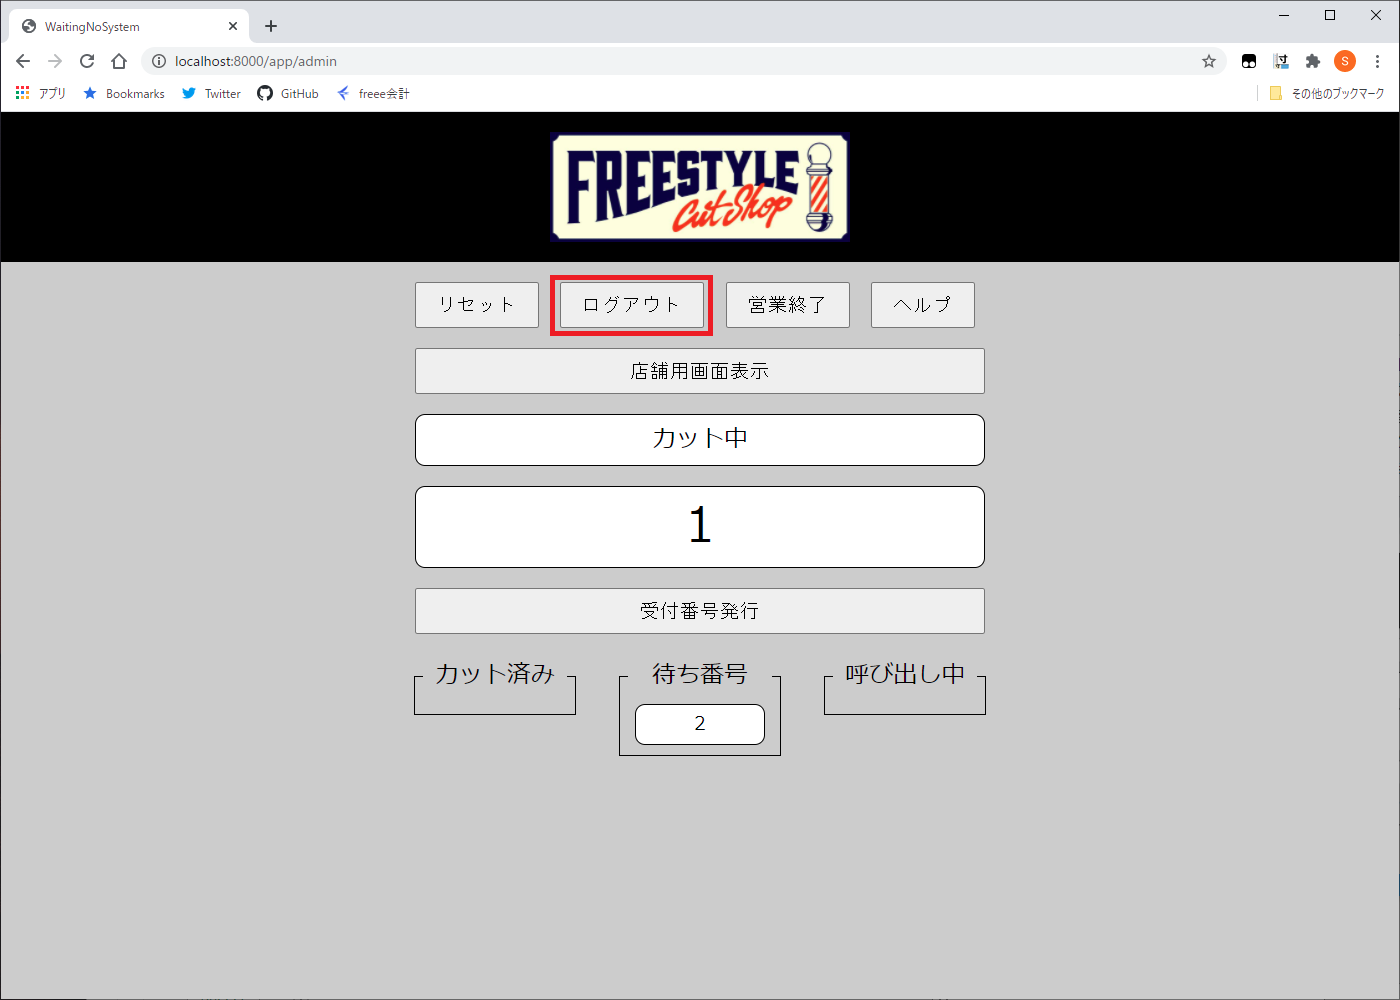 WaitingNoSystem
localhost:8000/app/admin
S
アプリ Bookmarks Twitter GitHub freee会計 その他のブックマーク
FREESTYLE
Cut Shop
リセット ログアウト 営業終了 ヘルプ
店舗用画面表示
カット中
1
受付番号発行
カット済み 待ち番号 呼び出し中
2